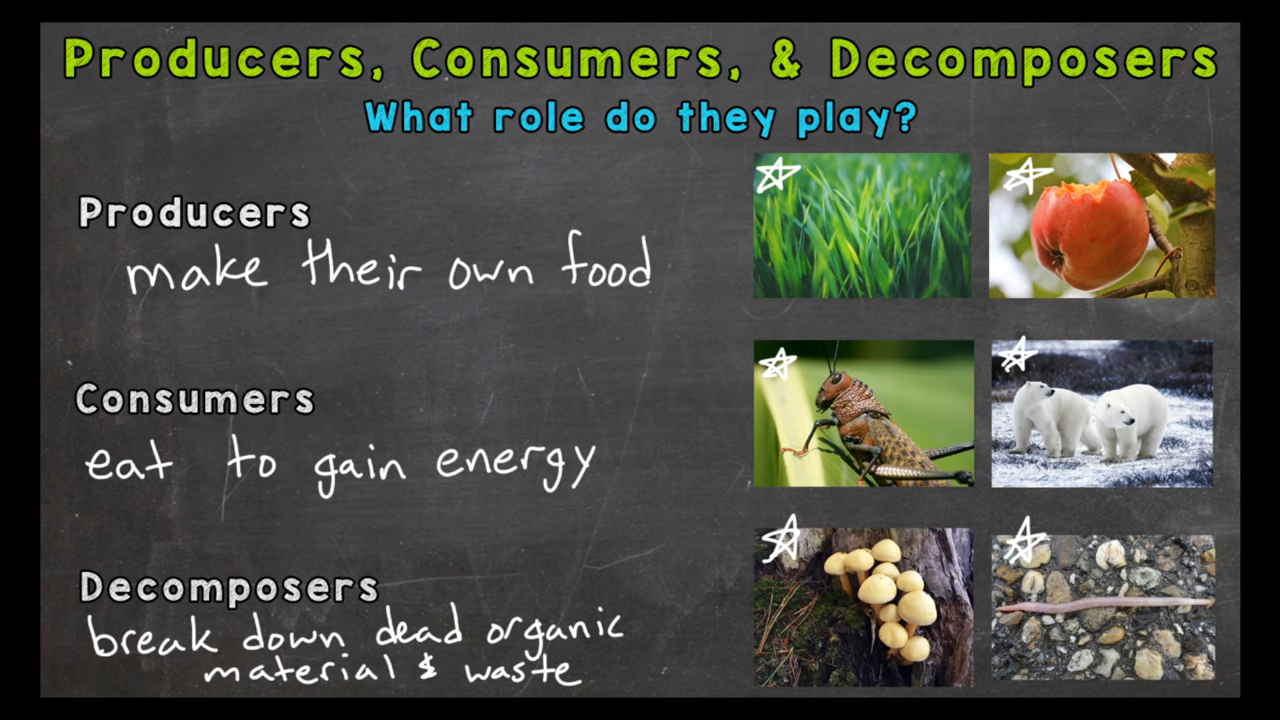 Producers, Consumers, & Decomposers
What role do they play?
Producers
make their own food
Consumers
eat to gain energy
Decomposers
break down dead organic
material & waste